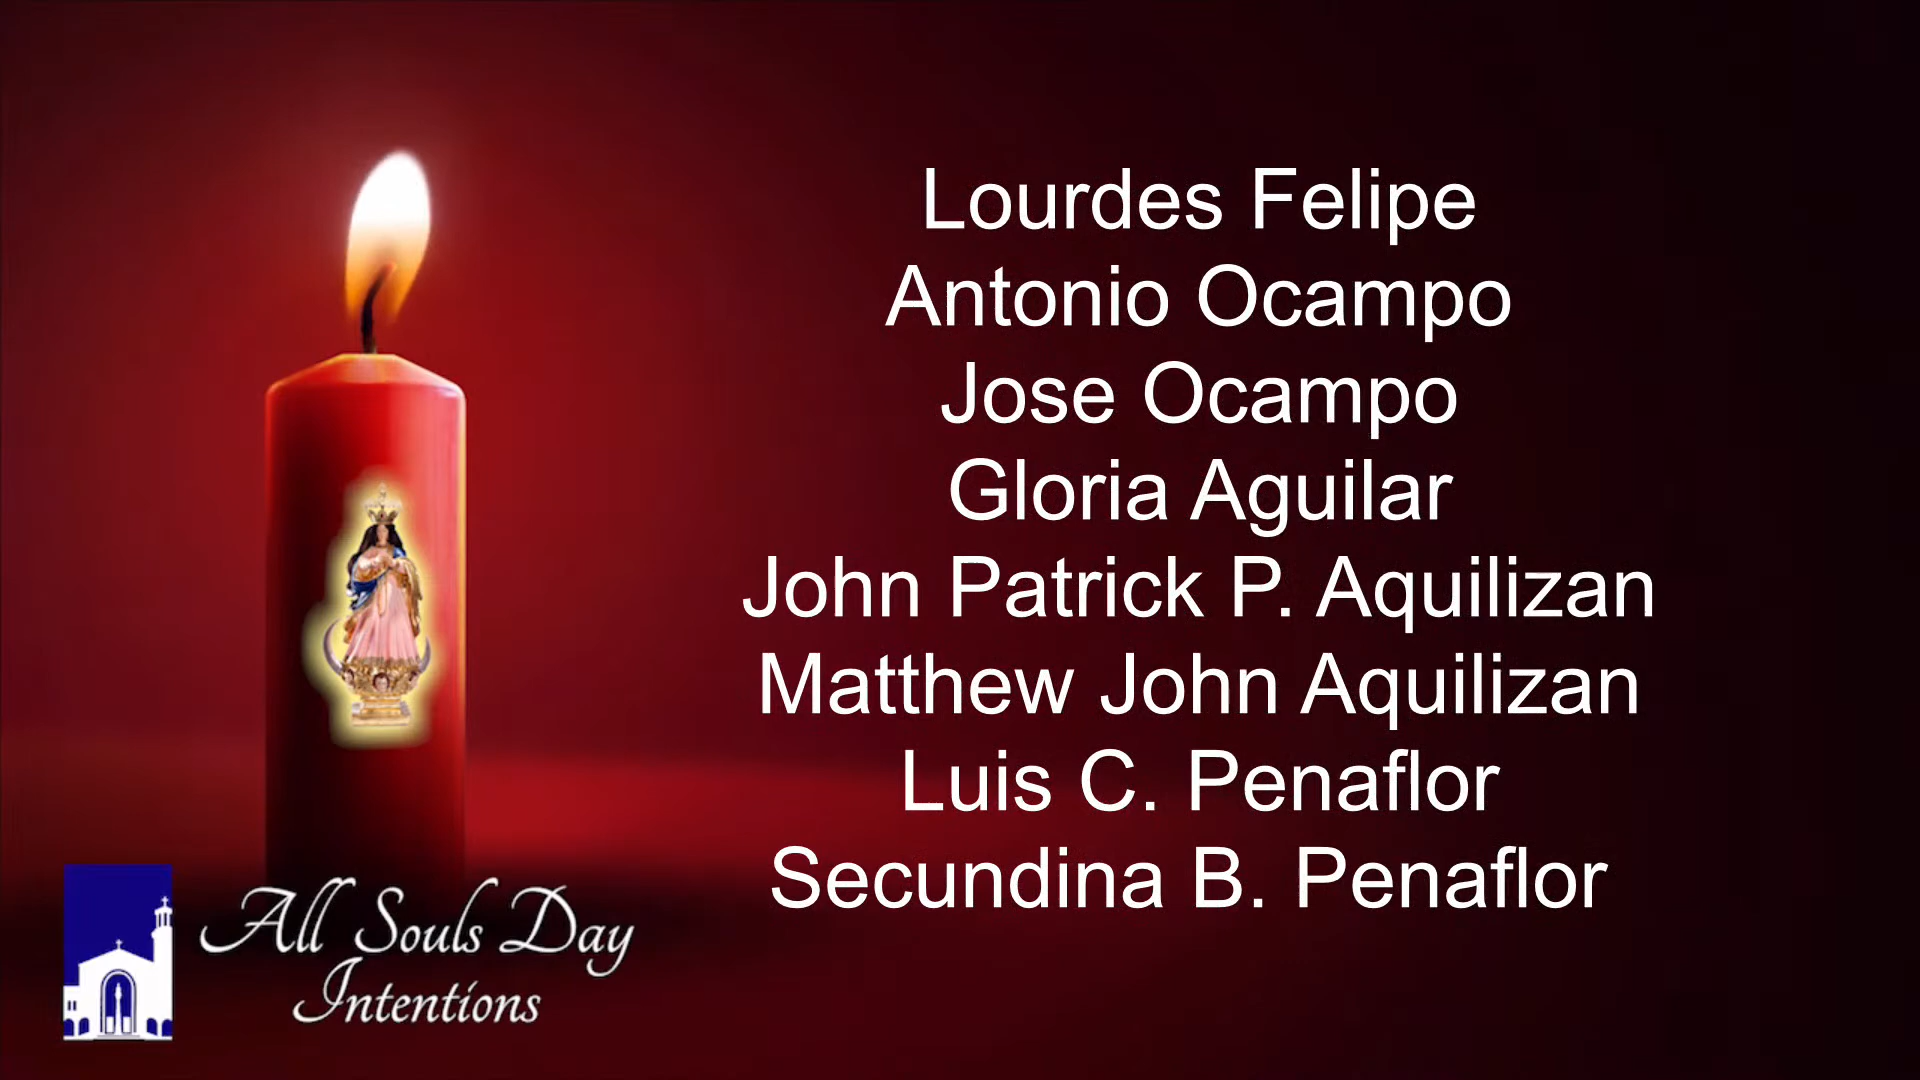 Lourdes Felipe
Antonio Ocampo
Jose Ocampo
Gloria Aguilar
John Patrick P. Aquilizan
Matthew John Aquilizan
Luis C. Penaflor
Secundina B. Penaflor
All Souls Day
Intentions